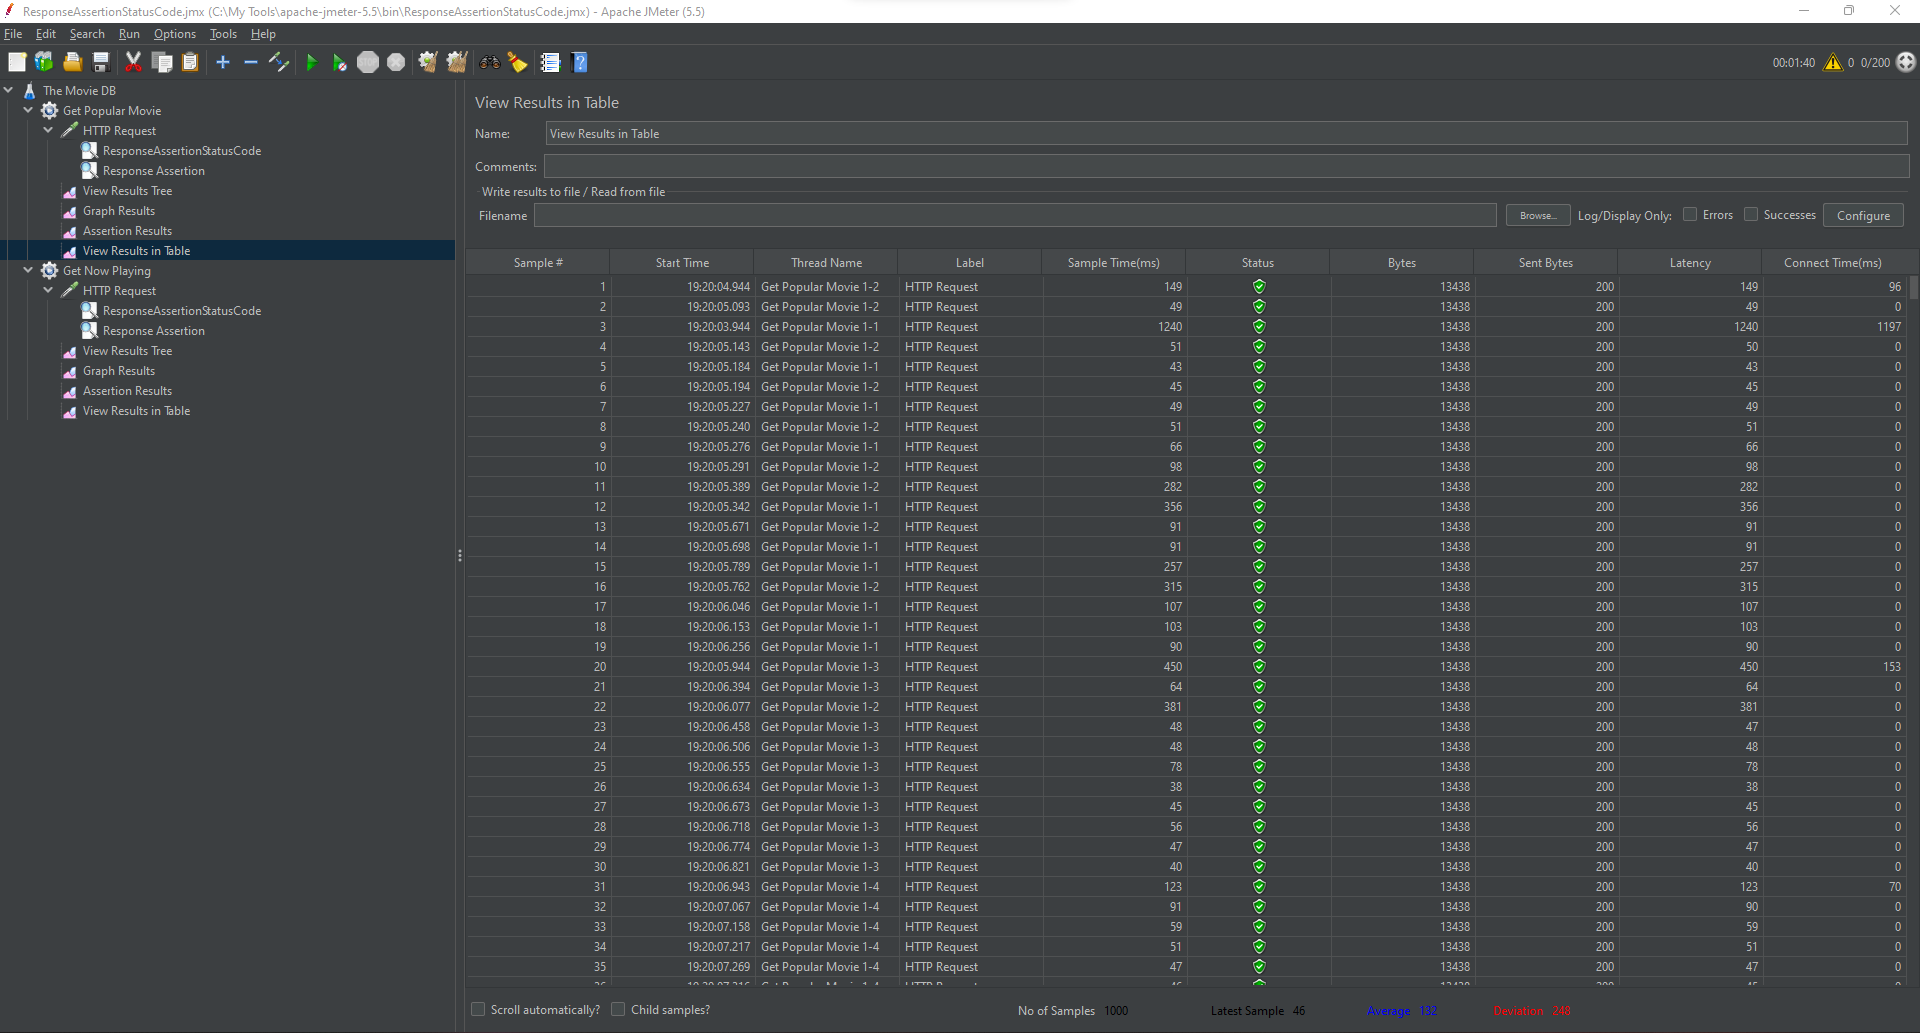 ResponseAssertionStatusCode.jmx (C:\My Tools\apache-jmeter-5.5\bin\ResponseAssertionStatusCode.jmx) - Apache JMeter (5.5)
File Edit Search Run Options Tools Help
00:01:40 0 0/200
The Movie DB
Get Popular Movie
HTTP Request
ResponseAssertionStatusCode
Response Assertion
View Results Tree
Graph Results
Assertion Results
View Results in Table
Get Now Playing
HTTP Request
ResponseAssertionStatusCode
Response Assertion
View Results Tree
Graph Results
Assertion Results
View Results in Table
View Results in Table
Name: View Results in Table
Comments:
Write results to file / Read from file
Filename Browse... Log/Display Only: Errors Successes Configure
Sample # Start Time Thread Name Label Sample Time(ms) Status Bytes Sent Bytes Latency Connect Time(ms)
1 19:20:04.944 Get Popular Movie 1-2 HTTP Request 149 13438 200 149 96
2 19:20:05.093 Get Popular Movie 1-2 HTTP Request 49 13438 200 49 0
3 19:20:03.944 Get Popular Movie 1-1 HTTP Request 1240 13438 200 1240 1197
4 19:20:05.143 Get Popular Movie 1-2 HTTP Request 51 13438 200 50 0
5 19:20:05.184 Get Popular Movie 1-1 HTTP Request 43 13438 200 43 0
6 19:20:05.194 Get Popular Movie 1-2 HTTP Request 45 13438 200 45 0
7 19:20:05.227 Get Popular Movie 1-1 HTTP Request 49 13438 200 49 0
8 19:20:05.240 Get Popular Movie 1-2 HTTP Request 51 13438 200 51 0
9 19:20:05.276 Get Popular Movie 1-1 HTTP Request 66 13438 200 66 0
10 19:20:05.291 Get Popular Movie 1-2 HTTP Request 98 13438 200 98 0
11 19:20:05.389 Get Popular Movie 1-2 HTTP Request 282 13438 200 282 0
12 19:20:05.342 Get Popular Movie 1-1 HTTP Request 356 13438 200 356 0
13 19:20:05.671 Get Popular Movie 1-2 HTTP Request 91 13438 200 91 0
14 19:20:05.698 Get Popular Movie 1-1 HTTP Request 91 13438 200 91 0
15 19:20:05.789 Get Popular Movie 1-1 HTTP Request 257 13438 200 257 0
16 19:20:05.762 Get Popular Movie 1-2 HTTP Request 315 13438 200 315 0
17 19:20:06.046 Get Popular Movie 1-1 HTTP Request 107 13438 200 107 0
18 19:20:06.153 Get Popular Movie 1-1 HTTP Request 103 13438 200 103 0
19 19:20:06.256 Get Popular Movie 1-1 HTTP Request 90 13438 200 90 0
20 19:20:05.944 Get Popular Movie 1-3 HTTP Request 450 13438 200 450 153
21 19:20:06.394 Get Popular Movie 1-3 HTTP Request 64 13438 200 64 0
22 19:20:06.077 Get Popular Movie 1-2 HTTP Request 381 13438 200 381 0
23 19:20:06.458 Get Popular Movie 1-3 HTTP Request 48 13438 200 47 0
24 19:20:06.506 Get Popular Movie 1-3 HTTP Request 48 13438 200 48 0
25 19:20:06.555 Get Popular Movie 1-3 HTTP Request 78 13438 200 78 0
26 19:20:06.634 Get Popular Movie 1-3 HTTP Request 38 13438 200 38 0
27 19:20:06.673 Get Popular Movie 1-3 HTTP Request 45 13438 200 45 0
28 19:20:06.718 Get Popular Movie 1-3 HTTP Request 56 13438 200 56 0
29 19:20:06.774 Get Popular Movie 1-3 HTTP Request 47 13438 200 47 0
30 19:20:06.821 Get Popular Movie 1-3 HTTP Request 40 13438 200 40 0
31 19:20:06.943 Get Popular Movie 1-4 HTTP Request 123 13438 200 123 70
32 19:20:07.067 Get Popular Movie 1-4 HTTP Request 91 13438 200 90 0
33 19:20:07.158 Get Popular Movie 1-4 HTTP Request 59 13438 200 59 0
34 19:20:07.217 Get Popular Movie 1-4 HTTP Request 51 13438 200 51 0
35 19:20:07.269 Get Popular Movie 1-4 HTTP Request 47 13438 200 47 0
Scroll automatically? Child samples? No of Samples 1000 Latest Sample 46 Average 132 Deviation 248